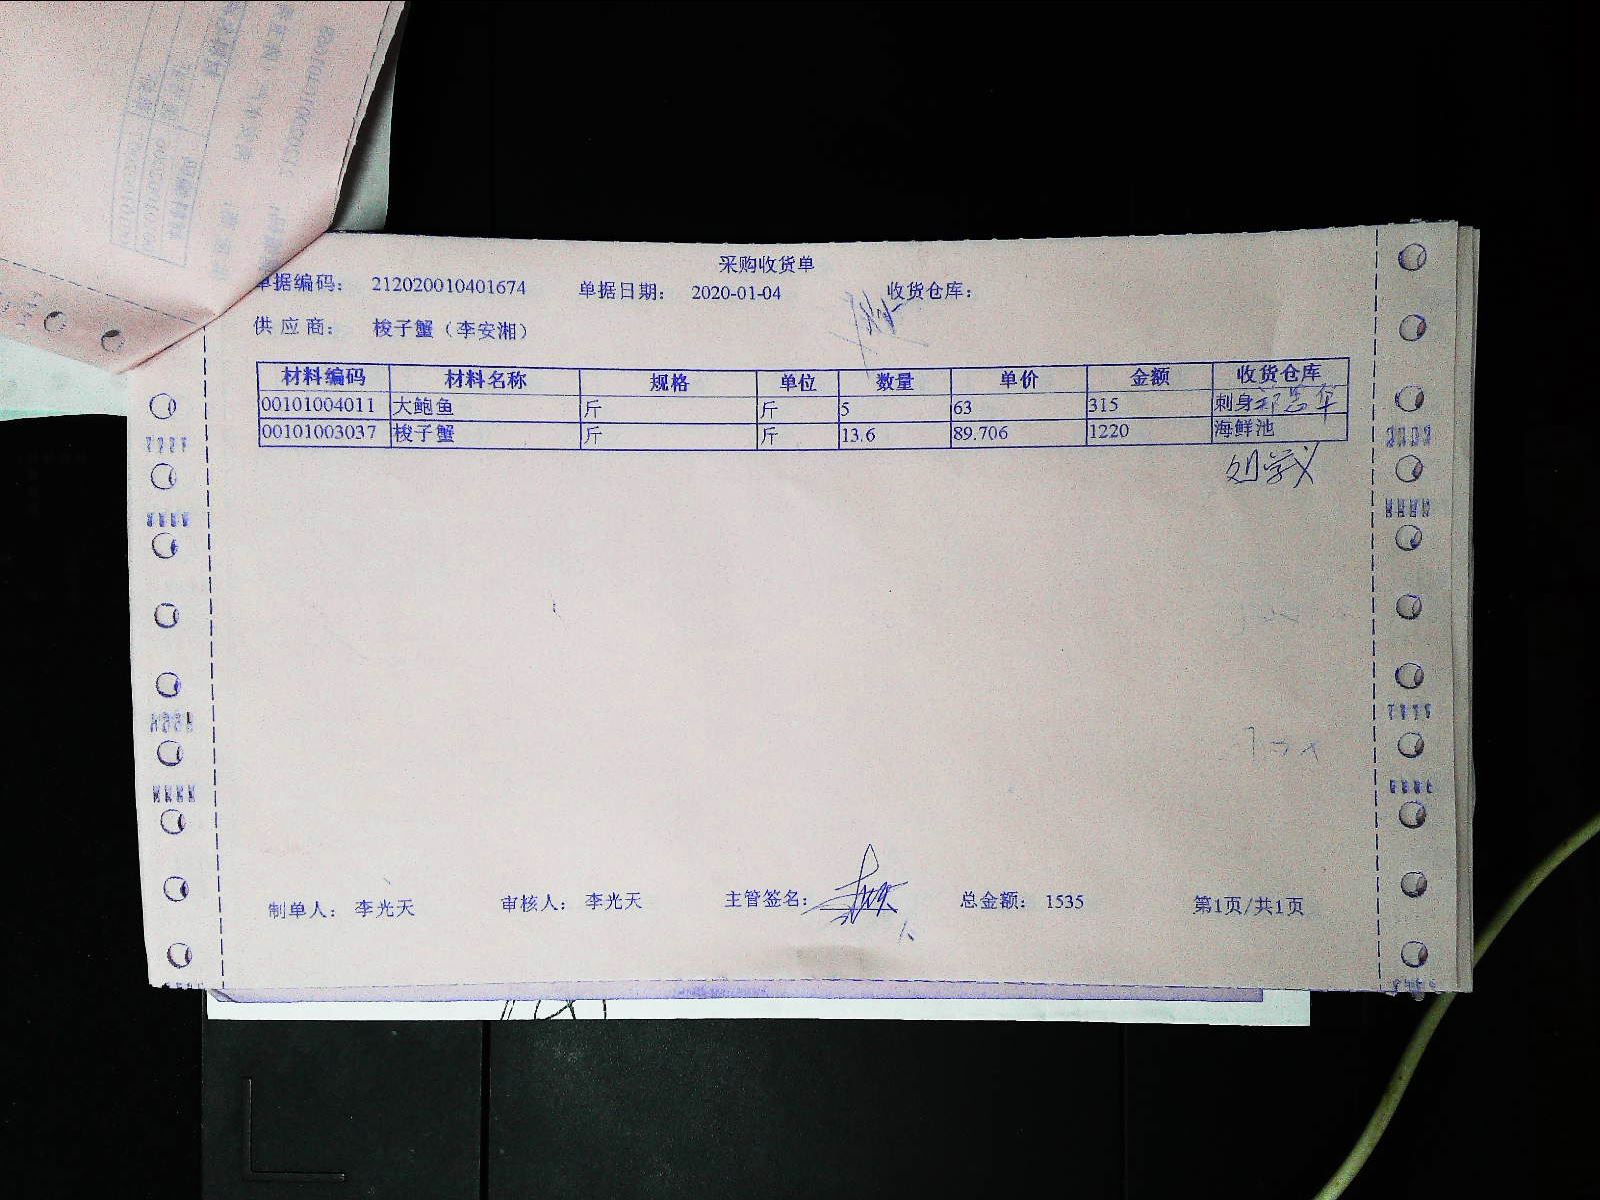 采购收货单
单据编码： 212020010401674 单据日期： 2020-01-04 收货仓库：
供应商： 梭子蟹（李安湘）
材料编码 材料名称 规格 单位 数量 单价 金额 收货仓库
00101004011 大鲍鱼 斤 斤 5 63 315 刺身
00101003037 梭子蟹 斤 斤 13.6 89.706 1220 海鲜池
刘学义
制单人： 李光天 审核人： 李光天 主管签名： 总金额： 1535 第1页/共1页